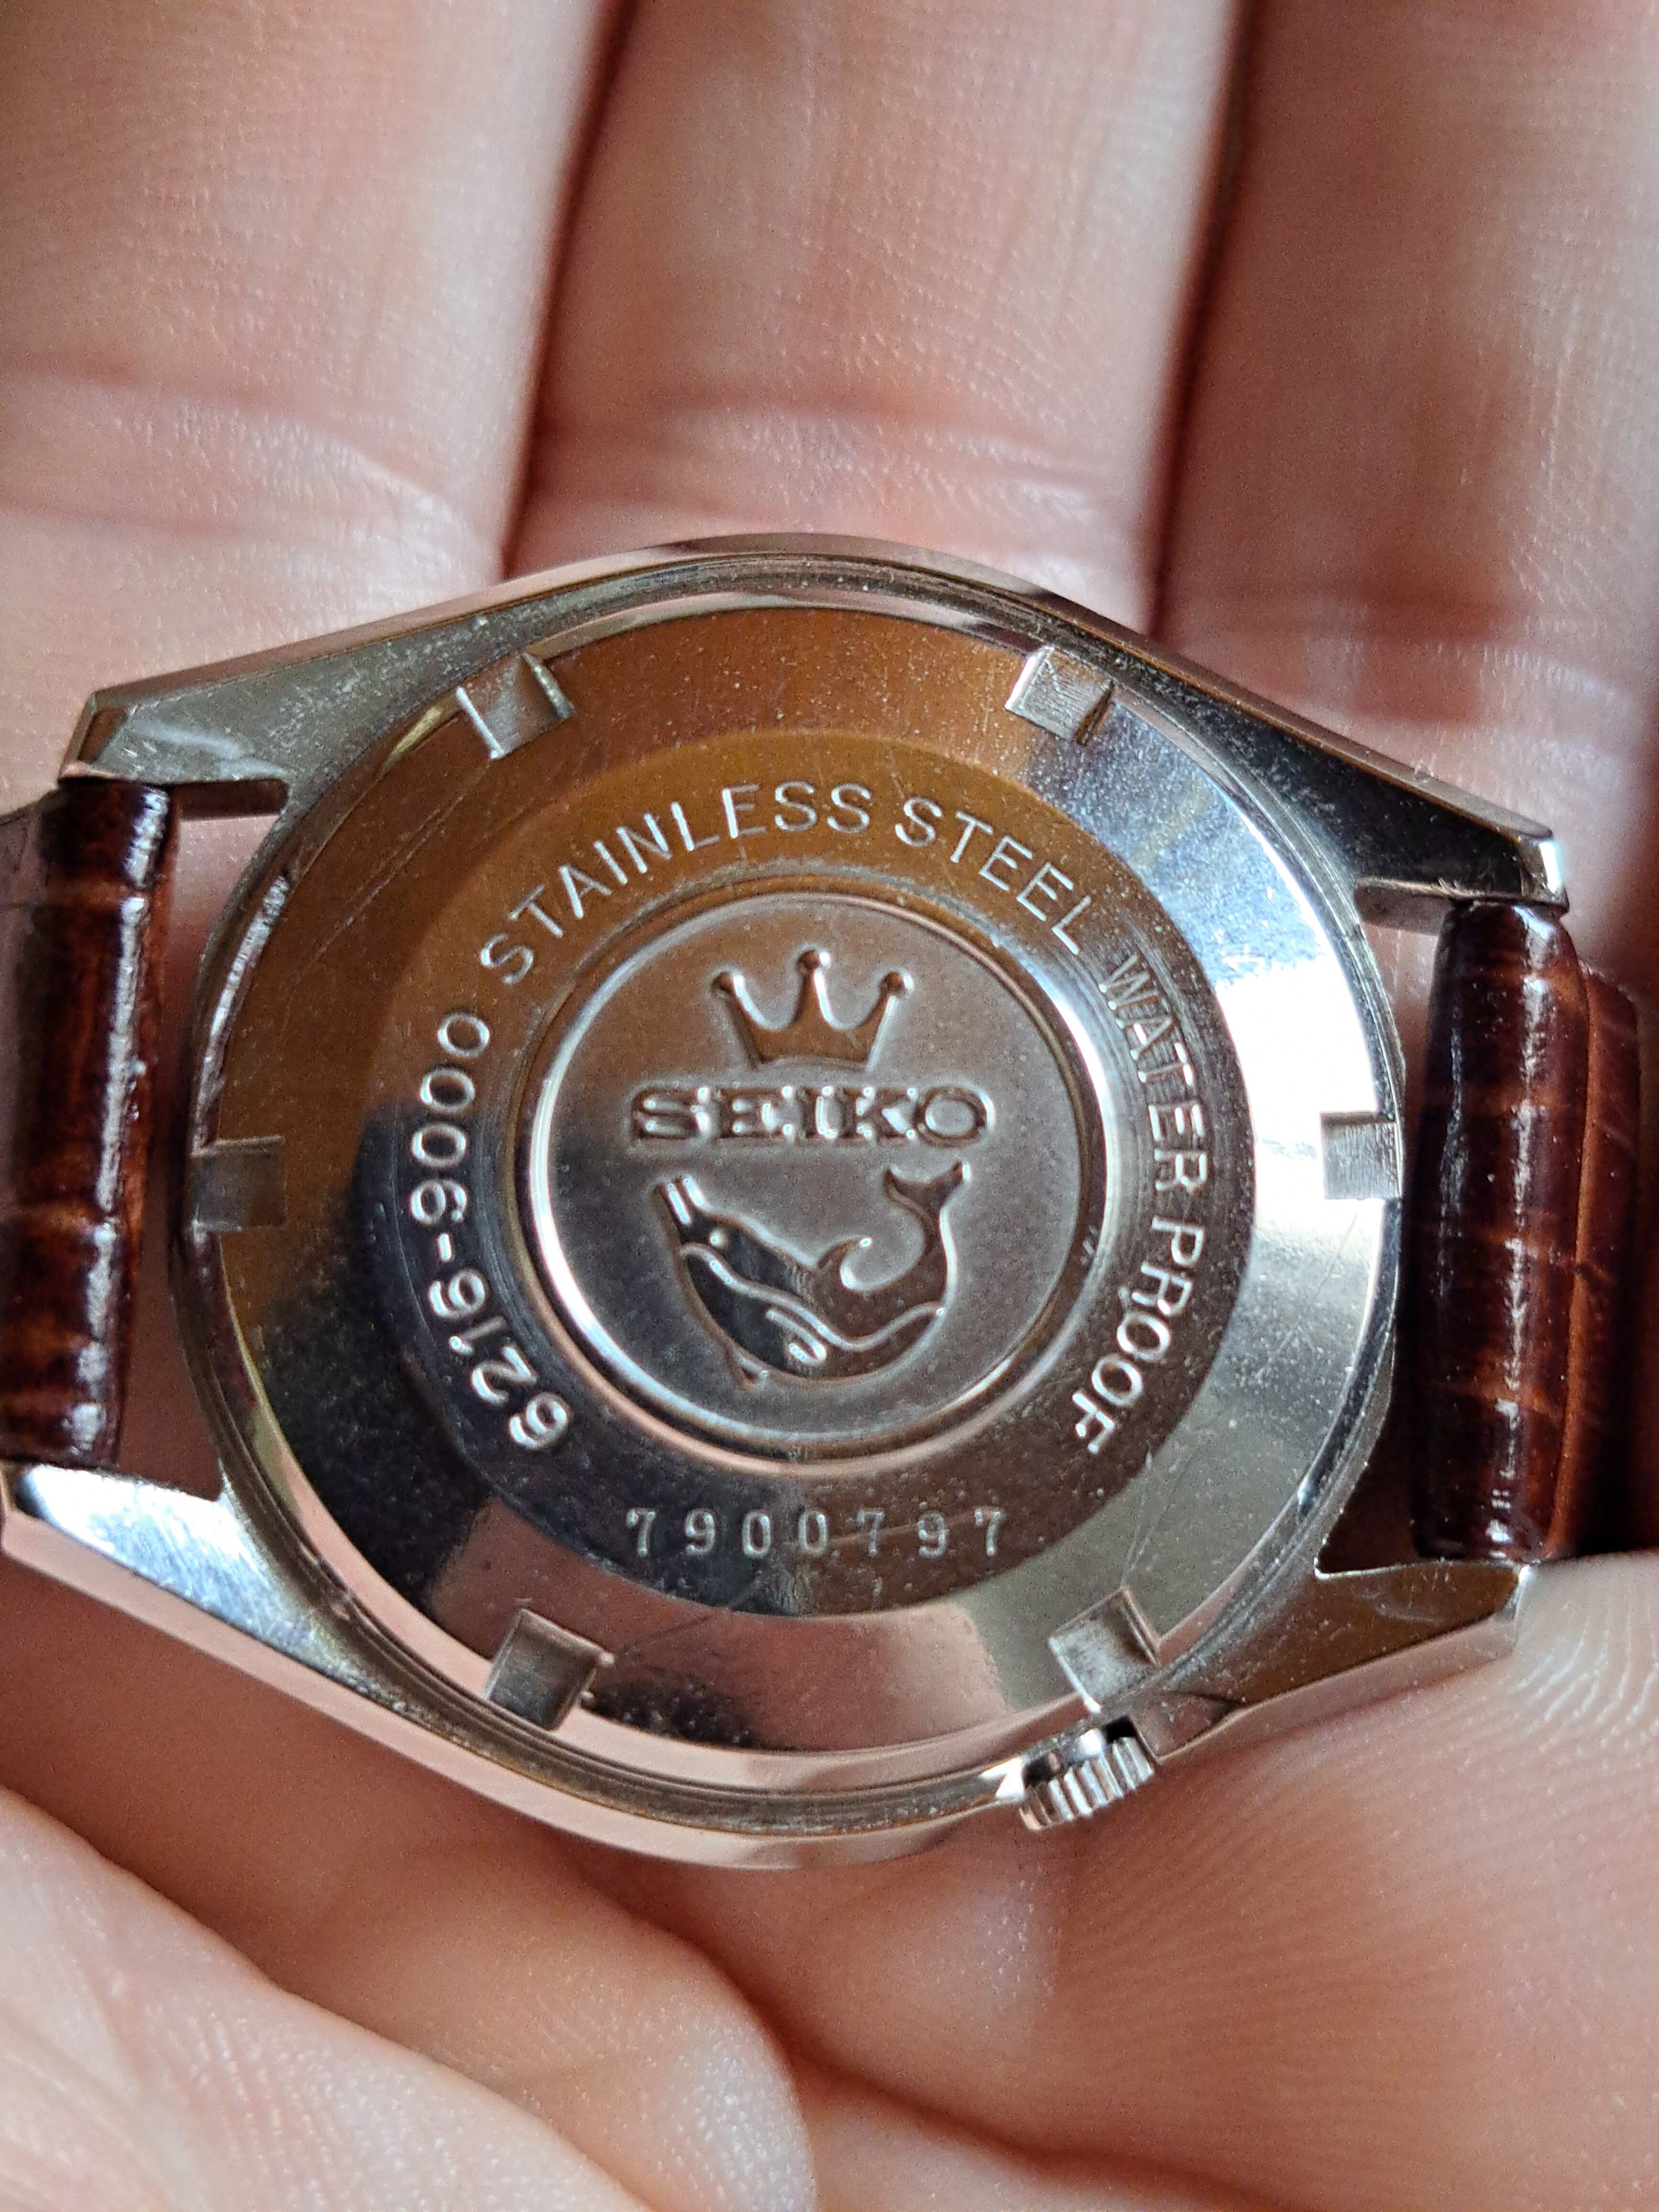 6216-9000 STAINLESS STEEL WATER PROOF
SEIKO
7900797